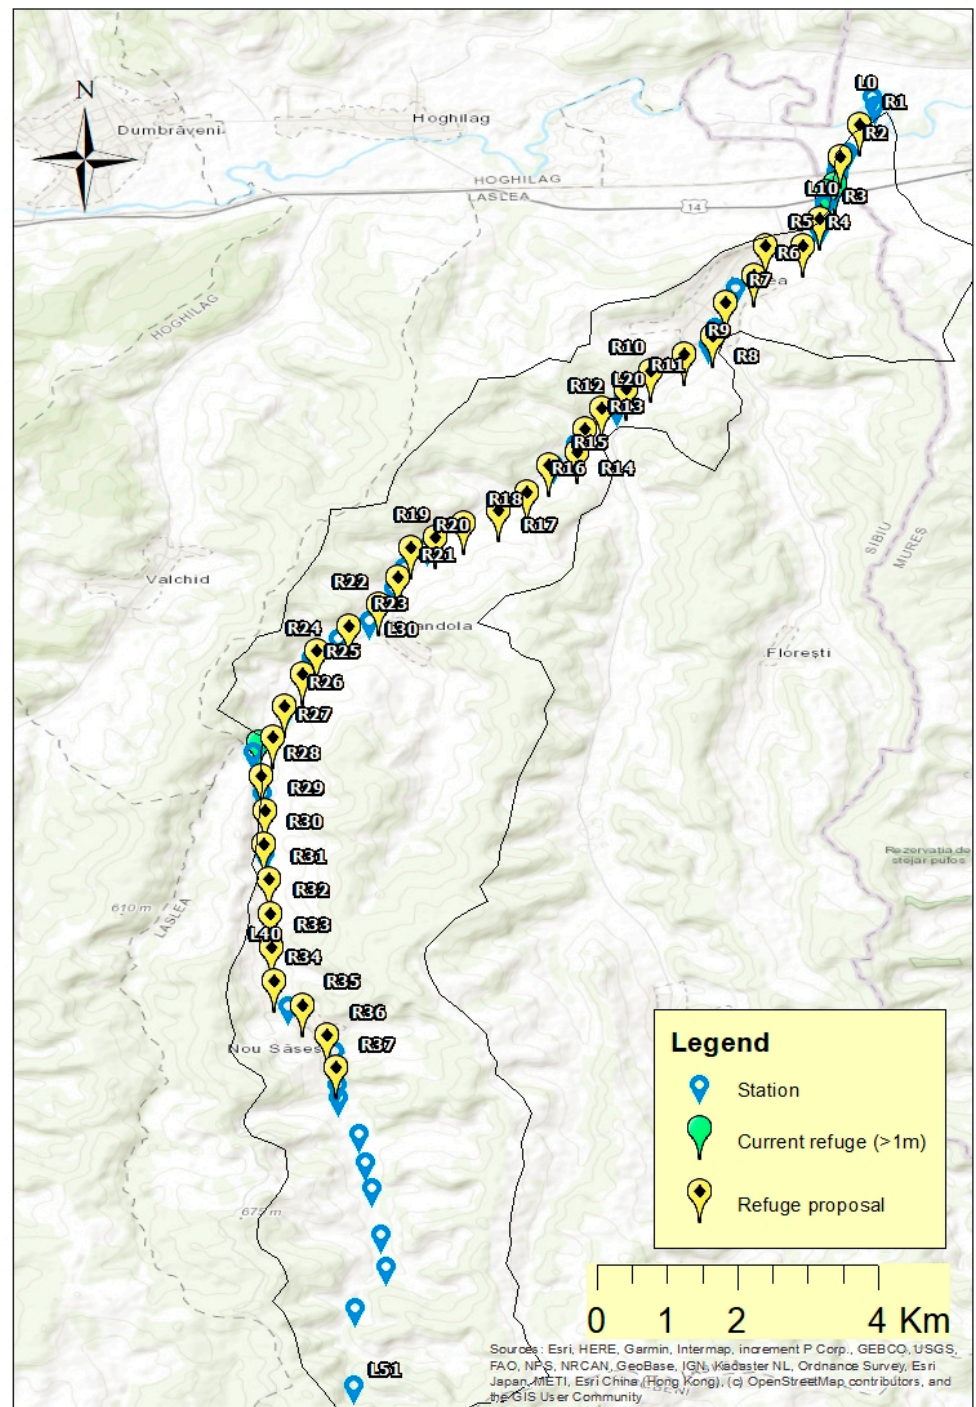 L0
R1
N
Hoghilag
Dumbrăveni
R2
HOGHILAG
LASLEA
L10
R3
14
R5
R4
R6
R7
ea
HOGHILAG
R9
R10
R8
R11
L20
R12
R13
R15
R16
R14
R18
R19
R20
R17
R21
SIBIU
MUREȘ
Valchid
R22
R23
L30
andola
R24
R25
Florești
R26
R27
R28
R29
R30
Rezervația de
stejar pufos
R31
R32
610 m
LASLEA
R33
L40
R34
R35
R36
Nou Săses
R37
Legend
Station
Current refuge (>1m)
Refuge proposal
675 m
0 1 2 4 Km
L51
Sources: Esri, HERE, Garmin, Intermap, increment P Corp., GEBCO, USGS,
FAO, NPS, NRCAN, GeoBase, IGN, Kadaster NL, Ordnance Survey, Esri
Japan, METI, Esri China (Hong Kong), (c) OpenStreetMap contributors, and
the GIS User Community